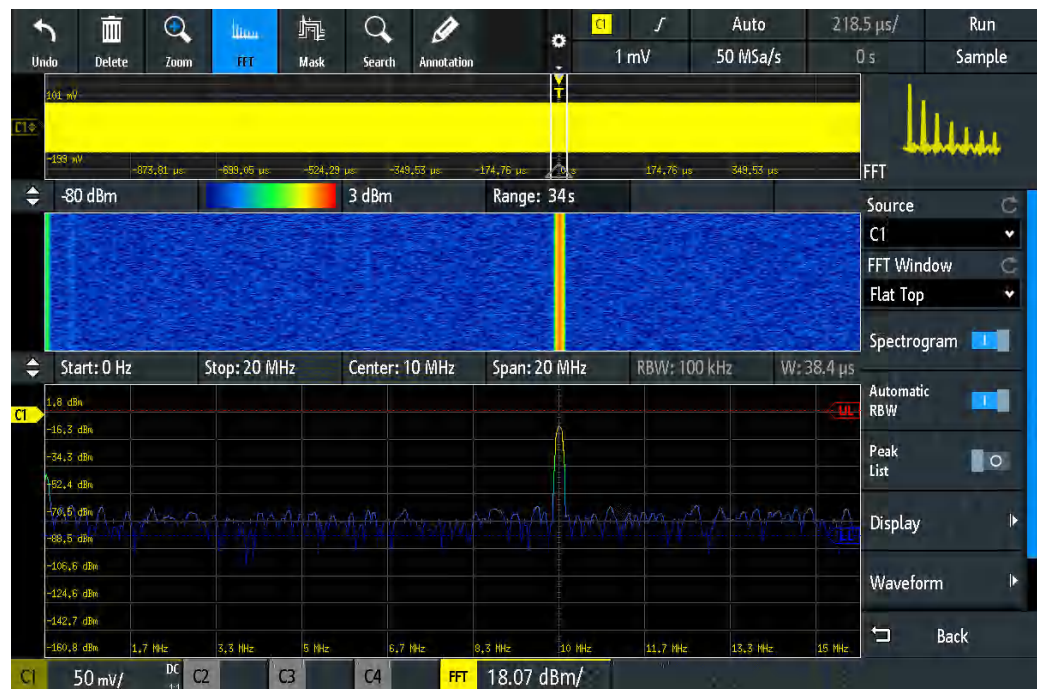 C1 Auto 218.5 µs/ Run
Undo Delete Zoom FFT Mask Search Annotation
1 mV 50 MSa/s 0 s Sample
T
101 mV
C1
-199 mV
-873,81 µs -699,05 µs -524,29 µs -349,53 µs -174,76 µs 0 s 174,76 µs 349,53 µs
FFT
-80 dBm 3 dBm Range: 34 s
Source
C1
FFT Window
Flat Top
Spectrogram
Start: 0 Hz Stop: 20 MHz Center: 10 MHz Span: 20 MHz RBW: 100 kHz W: 38.4 µs
Automatic
RBW
C1
1,8 dBm
UL
-16,3 dBm
-34,3 dBm
-52,4 dBm
-70,5 dBm
-88,5 dBm
-106,6 dBm
-124,6 dBm
-142,7 dBm
-160,8 dBm 1,7 MHz 3,3 MHz 5 MHz 6,7 MHz 8,3 MHz 10 MHz 11,7 MHz 13,3 MHz 15 MHz
Peak
List
Display
Waveform
Back
C1 50 mV/ DC 1:1 C2 C3 C4 FFT 18.07 dBm/